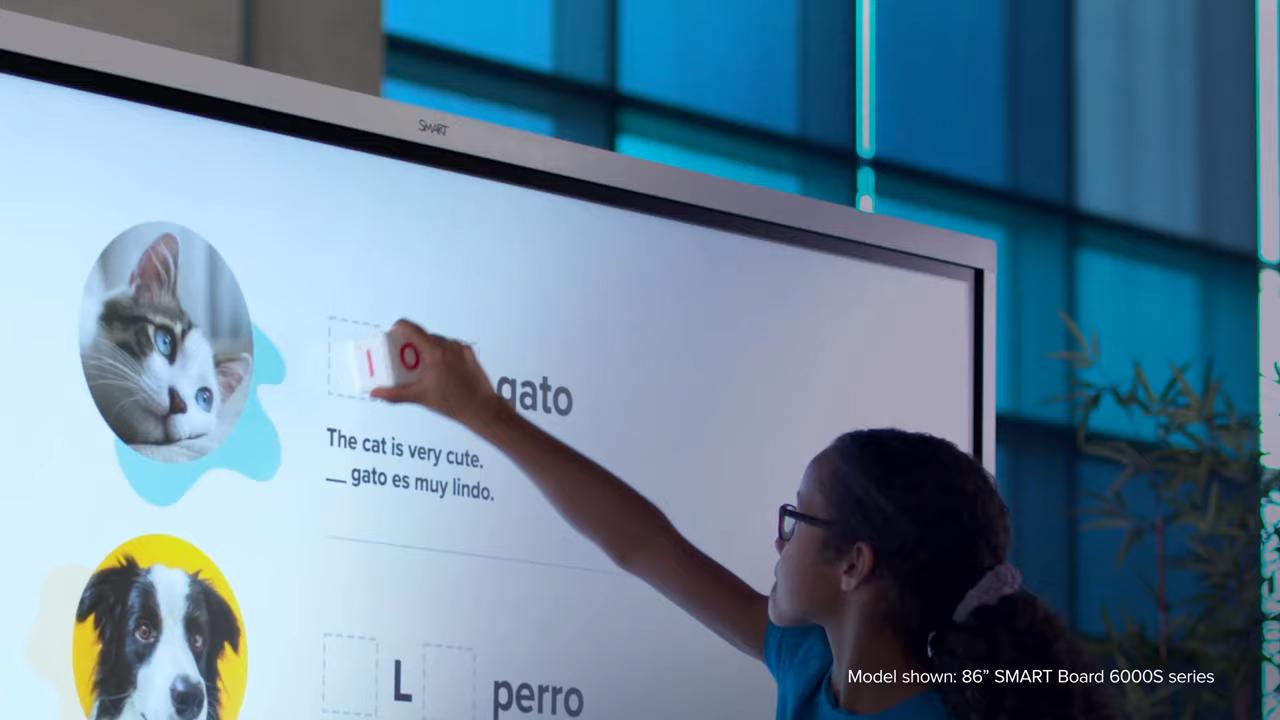 SMART
I O
gato
The cat is very cute.
__ gato es muy lindo.
L
perro
Model shown: 86” SMART Board 6000S series